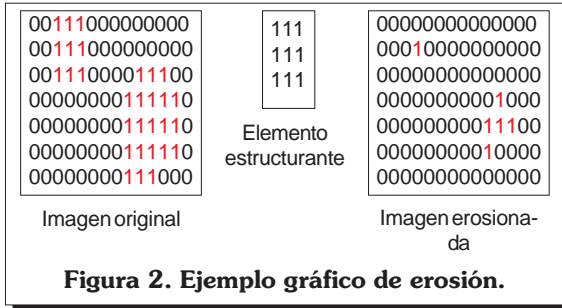 00111000000000
00111000000000
00111000011100
00000000111110
00000000111110
00000000111110
00000000111000
Imagen original
111
111
111
Elemento
estructurante
00000000000000
00010000000000
00000000000000
00000000001000
00000000011100
00000000010000
00000000000000
Imagen erosiona-
da
Figura 2. Ejemplo gráfico de erosión.